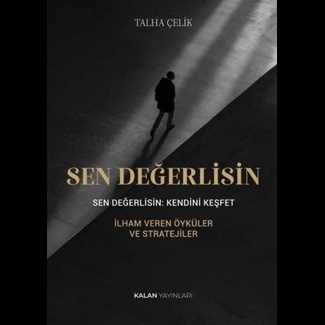 TALHA ÇELİK
SEN DEĞERLİSİN
SEN DEĞERLİSİN: KENDİNİ KEŞFET
İLHAM VEREN ÖYKÜLER
VE STRATEJİLER
KALAN YAYINLARI